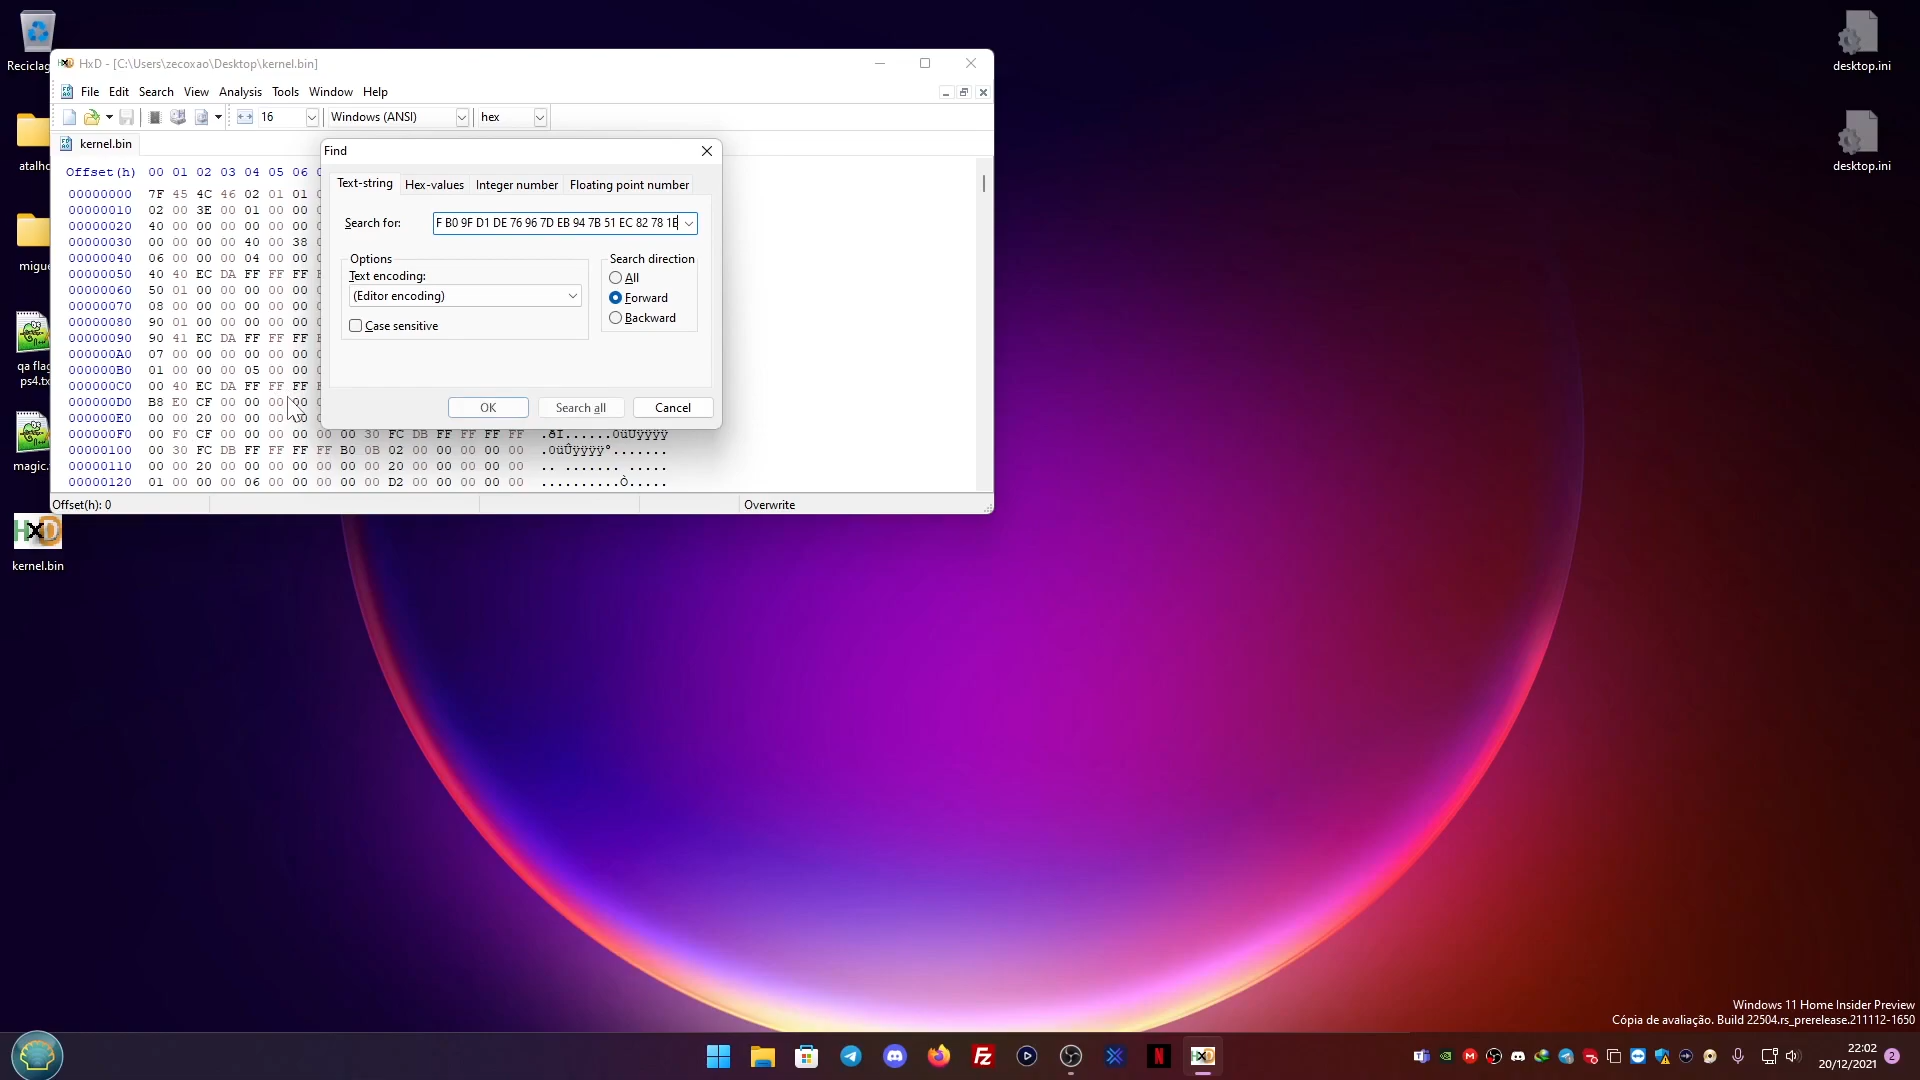 Reciclag
atalho
migue
qa flag
ps4.tx
magic.
kernel.bin
desktop.ini
desktop.ini
HxD - [C:\Users\zecoxao\Desktop\kernel.bin]
File Edit Search View Analysis Tools Window Help
16 Windows (ANSI) hex
kernel.bin
Offset(h) 00 01 02 03 04 05 06
00000000 7F 45 4C 46 02 01 01
00000010 02 00 3E 00 01 00 00
00000020 40 00 00 00 00 00 00
00000030 00 00 00 00 40 00 38
00000040 06 00 00 00 04 00 00
00000050 40 40 EC DA FF FF FF
00000060 50 01 00 00 00 00 00
00000070 08 00 00 00 00 00 00
00000080 90 01 00 00 00 00 00
00000090 90 41 EC DA FF FF FF
000000A0 07 00 00 00 00 00 00
000000B0 01 00 00 00 05 00 00
000000C0 00 40 EC DA FF FF FF
000000D0 B8 E0 CF 00 00 00 00
000000E0 00 00 20 00 00 00 00
000000F0 00 F0 CF 00 00 00 00 00 00 30 FC DB FF FF FF FF .ðÏ......0üÛÿÿÿÿ
00000100 00 30 FC DB FF FF FF FF B0 0B 02 00 00 00 00 00 .0üÛÿÿÿÿ°.......
00000110 00 00 20 00 00 00 00 00 00 00 20 00 00 00 00 00 .. ....... .....
00000120 01 00 00 00 06 00 00 00 00 00 D2 00 00 00 00 00 ..........Ò.....
Offset(h): 0 Overwrite
Find
Text-string Hex-values Integer number Floating point number
Search for: F B0 9F D1 DE 76 96 7D EB 94 7B 51 EC 82 78 1E
Options
Text encoding:
(Editor encoding)
Case sensitive
Search direction
All
Forward
Backward
OK Search all Cancel
Windows 11 Home Insider Preview
Cópia de avaliação. Build 22504.rs_prerelease.211112-1650
22:02
20/12/2021
2